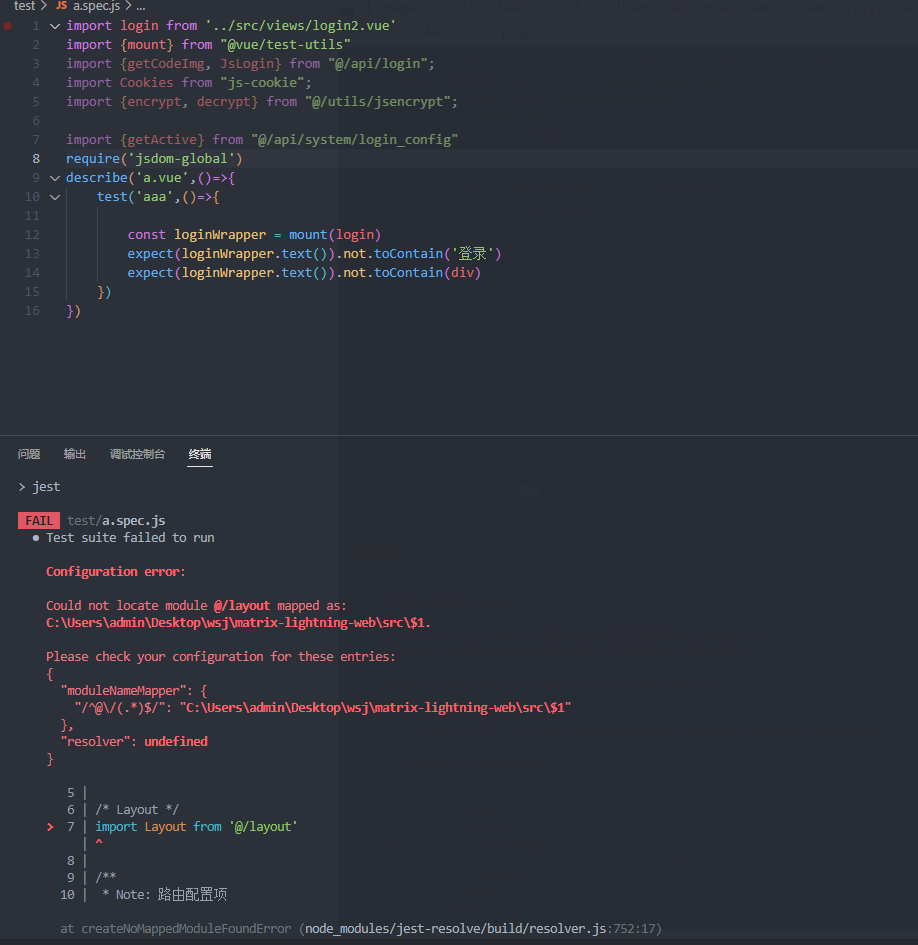 test > JS a.spec.js > ...
1 import login from '../src/views/login2.vue'
2 import {mount} from "@vue/test-utils"
3 import {getCodeImg, JsLogin} from "@/api/login";
4 import Cookies from "js-cookie";
5 import {encrypt, decrypt} from "@/utils/jsencrypt";
6
7 import {getActive} from "@/api/system/login_config"
8 require('jsdom-global')
9 describe('a.vue',()=>{
10 test('aaa',()=>{
11
12 const loginWrapper = mount(login)
13 expect(loginWrapper.text()).not.toContain('登录')
14 expect(loginWrapper.text()).not.toContain(div)
15 })
16 })
问题 输出 调试控制台 终端
> jest
FAIL test/a.spec.js
● Test suite failed to run
Configuration error:
Could not locate module @/layout mapped as:
C:\Users\admin\Desktop\wsj\matrix-lightning-web\src\$1.
Please check your configuration for these entries:
{
"moduleNameMapper": {
"/^@\/(.*)$/": "C:\Users\admin\Desktop\wsj\matrix-lightning-web\src\$1"
},
"resolver": undefined
}
5 |
6 | /* Layout */
> 7 | import Layout from '@/layout'
| ^
8 |
9 | /**
10 | * Note: 路由配置项
at createNoMappedModuleFoundError (node_modules/jest-resolve/build/resolver.js:752:17)